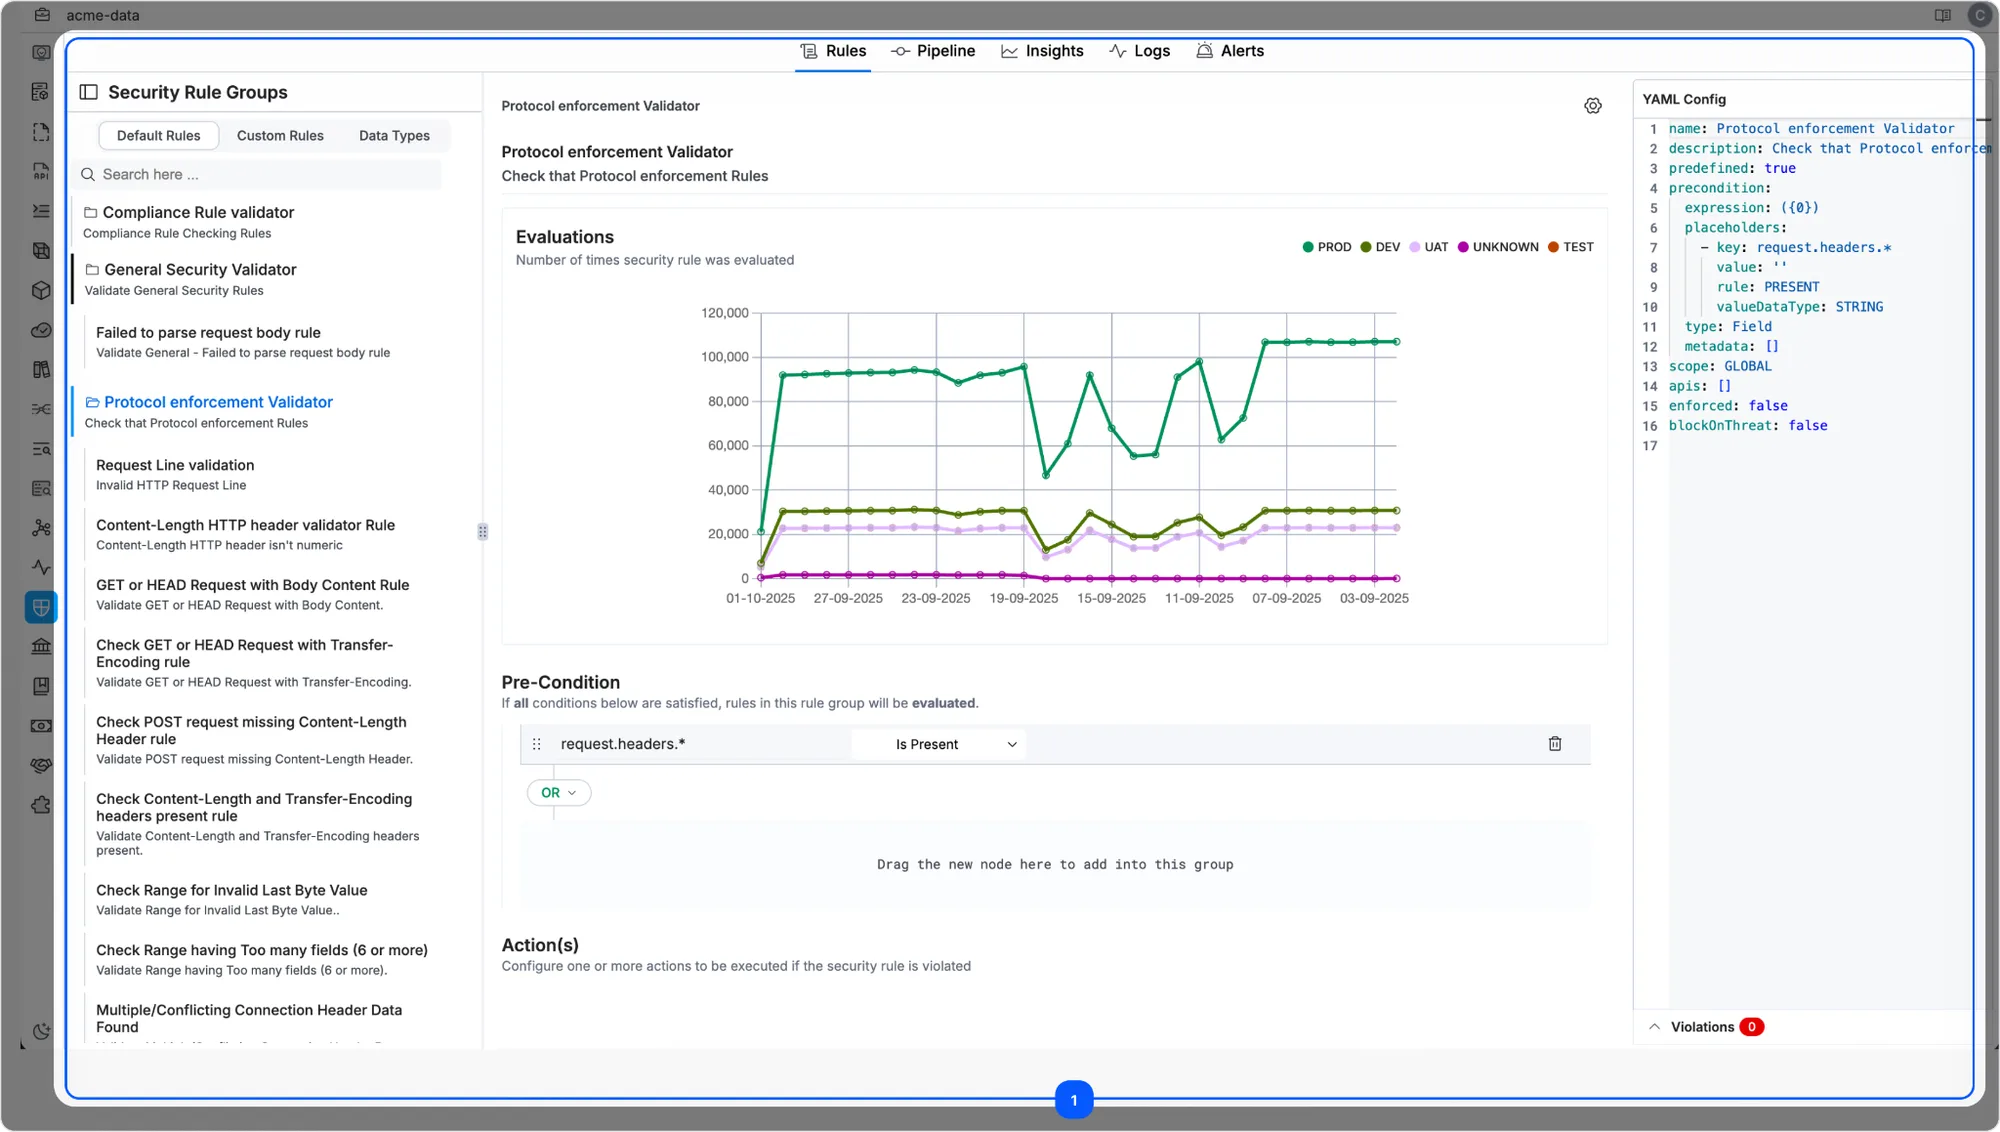 acme-data
C
Rules
Pipeline
Insights
Logs
Alerts
Security Rule Groups
Default Rules
Custom Rules
Data Types
Search here ...
Compliance Rule validator
Compliance Rule Checking Rules
General Security Validator
Validate General Security Rules
Failed to parse request body rule
Validate General - Failed to parse request body rule
Protocol enforcement Validator
Check that Protocol enforcement Rules
Request Line validation
Invalid HTTP Request Line
Content-Length HTTP header validator Rule
Content-Length HTTP header isn't numeric
GET or HEAD Request with Body Content Rule
Validate GET or HEAD Request with Body Content.
Check GET or HEAD Request with Transfer-
Encoding rule
Validate GET or HEAD Request with Transfer-Encoding.
Check POST request missing Content-Length
Header rule
Validate POST request missing Content-Length Header.
Check Content-Length and Transfer-Encoding
headers present rule
Validate Content-Length and Transfer-Encoding headers
present.
Check Range for Invalid Last Byte Value
Validate Range for Invalid Last Byte Value..
Check Range having Too many fields (6 or more)
Validate Range having Too many fields (6 or more).
Multiple/Conflicting Connection Header Data
Found
Protocol enforcement Validator
Protocol enforcement Validator
Check that Protocol enforcement Rules
Evaluations
Number of times security rule was evaluated
PROD DEV UAT UNKNOWN TEST
120,000
100,000
80,000
60,000
40,000
20,000
0
01-10-2025 27-09-2025 23-09-2025 19-09-2025 15-09-2025 11-09-2025 07-09-2025 03-09-2025
Pre-Condition
If all conditions below are satisfied, rules in this rule group will be evaluated.
request.headers.*
Is Present
OR
Drag the new node here to add into this group
Action(s)
Configure one or more actions to be executed if the security rule is violated
YAML Config
1 name: Protocol enforcement Validator
2 description: Check that Protocol enforcem
3 predefined: true
4 precondition:
5 expression: ({0})
6 placeholders:
7 - key: request.headers.*
8 value: ''
9 rule: PRESENT
10 valueDataType: STRING
11 type: Field
12 metadata: []
13 scope: GLOBAL
14 apis: []
15 enforced: false
16 blockOnThreat: false
17
Violations 0
1